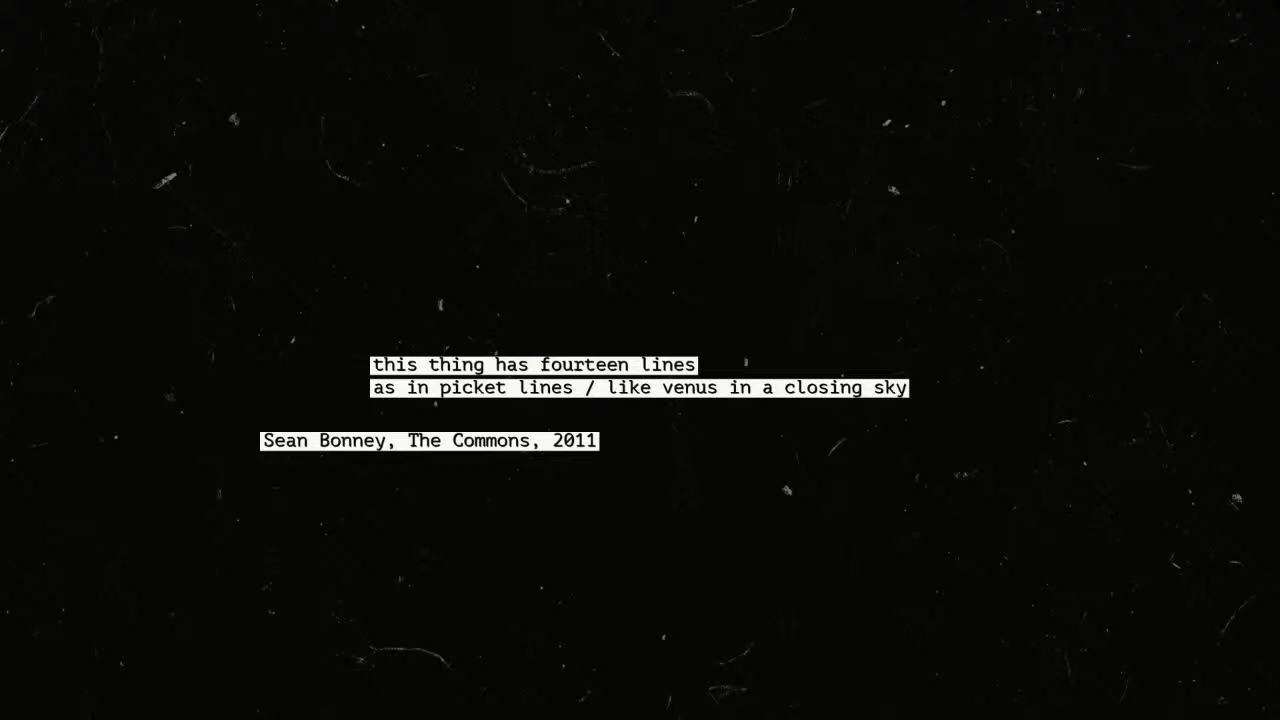 this thing has fourteen lines
as in picket lines / like venus in a closing sky
Sean Bonney, The Commons, 2011